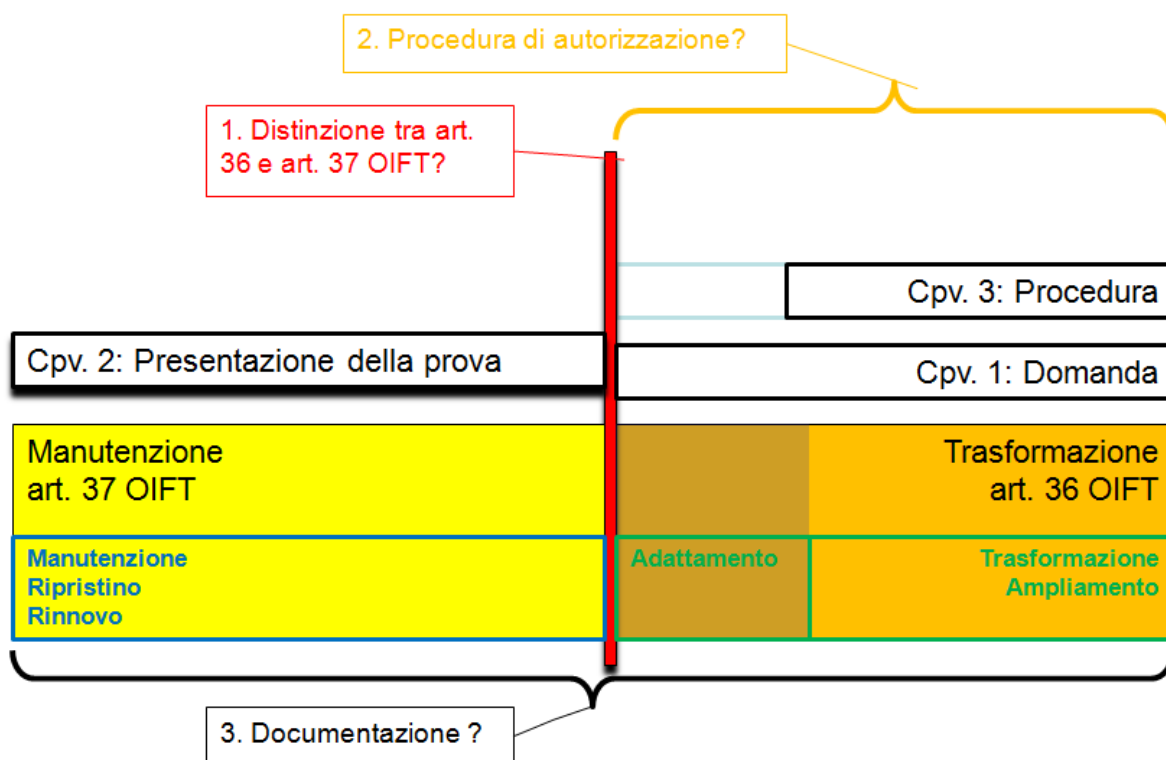 2. Procedura di autorizzazione?
1. Distinzione tra art.
36 e art. 37 OIFT?
Cpv. 3: Procedura
Cpv. 2: Presentazione della prova
Cpv. 1: Domanda
Manutenzione
art. 37 OIFT
Trasformazione
art. 36 OIFT
Manutenzione
Ripristino
Rinnovo
Adattamento
Trasformazione
Ampliamento
3. Documentazione ?